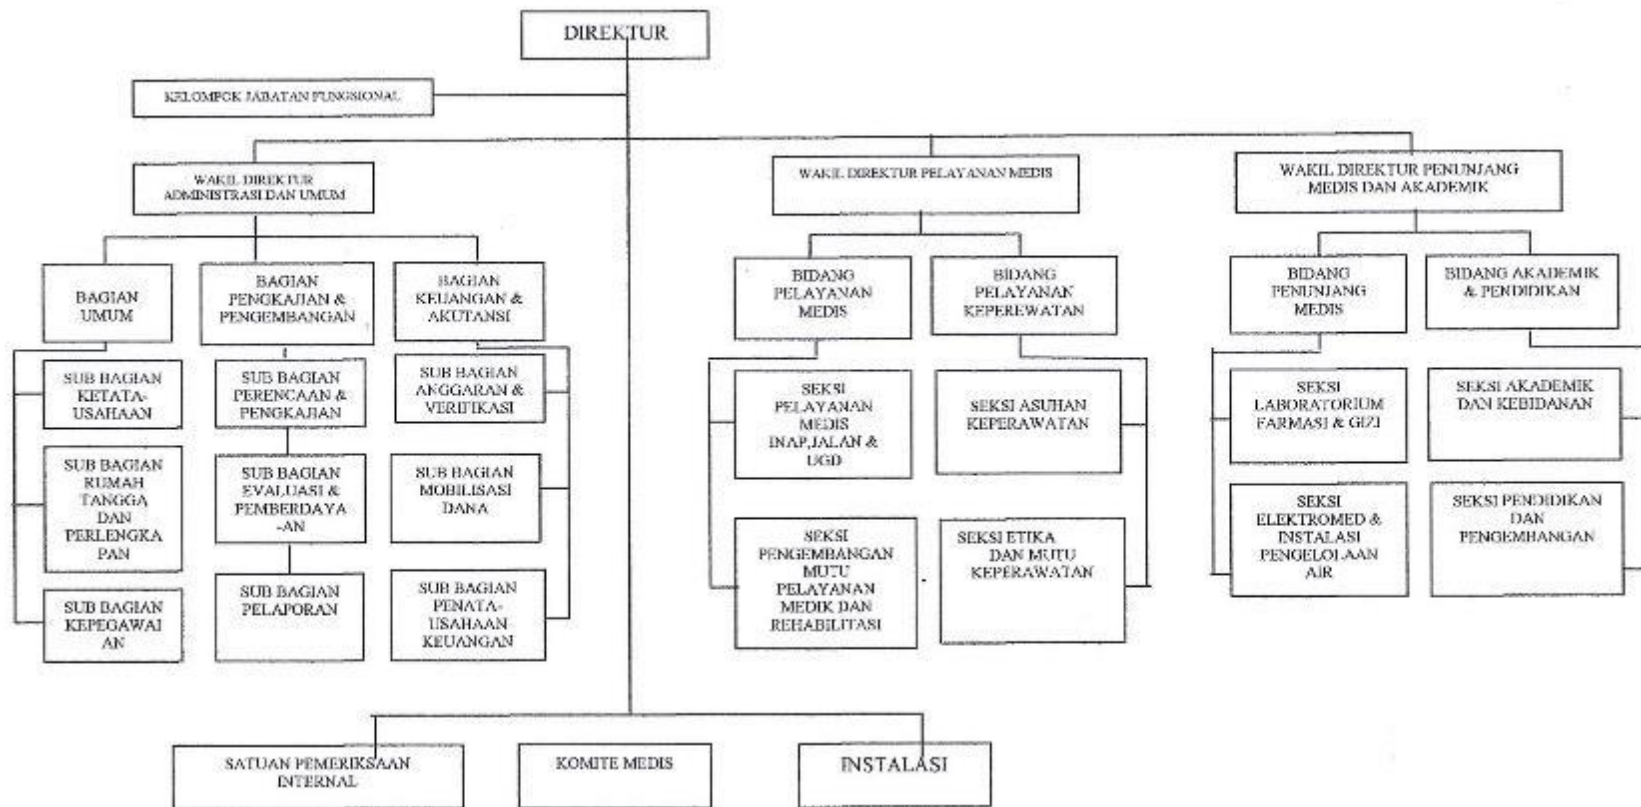 DIREKTUR
KELOMPOK JABATAN FUNGSIONAL
WAKIL DIREKTUR
ADMINISTRASI DAN UMUM
WAKIL DIREKTUR PELAYANAN MEDIS
WAKIL DIREKTUR PENUNJANG
MEDIS DAN AKADEMIK
BAGIAN
UMUM
BAGIAN
PENGKAJIAN &
PENGEMBANGAN
BAGIAN
KEUANGAN &
AKUTANSI
BIDANG
PELAYANAN
MEDIS
BIDANG
PELAYANAN
KEPEREWATAN
BIDANG
PENUNJANG
MEDIS
BIDANG AKADEMIK
& PENDIDIKAN
SUB BAGIAN
KETATA-
USAHAAN
SUB BAGIAN
PERENCAAN &
PENGKAJIAN
SUB BAGIAN
ANGGARAN &
VERIFIKASI
SEKSI
PELAYANAN
MEDIS
INAP,JALAN &
UGD
SEKSI ASUHAN
KEPERAWATAN
SEKSI
LABORATORIUM
FARMASI & GIZI
SEKSI AKADEMIK
DAN KEBIDANAN
SUB BAGIAN
RUMAH
TANGGA
DAN
PERLENGKA
PAN
SUB BAGIAN
EVALUASI &
PEMBERDAYA
-AN
SUB BAGIAN
MOBILISASI
DANA
SEKSI
PENGEMBANGAN
MUTU
PELAYANAN
MEDIK DAN
REHABILITASI
SEKSI ETIKA
DAN MUTU
KEPERAWATAN
SEKSI
ELEKTROMED &
INSTALASI
PENGELOLAAN
AIR
SEKSI PENDIDIKAN
DAN
PENGEMBANGAN
SUB BAGIAN
KEPEGAWAI
AN
SUB BAGIAN
PELAPORAN
SUB BAGIAN
PENATA-
USAHAAN
KEUANGAN
SATUAN PEMERIKSAAN
INTERNAL
KOMITE MEDIS
INSTALASI